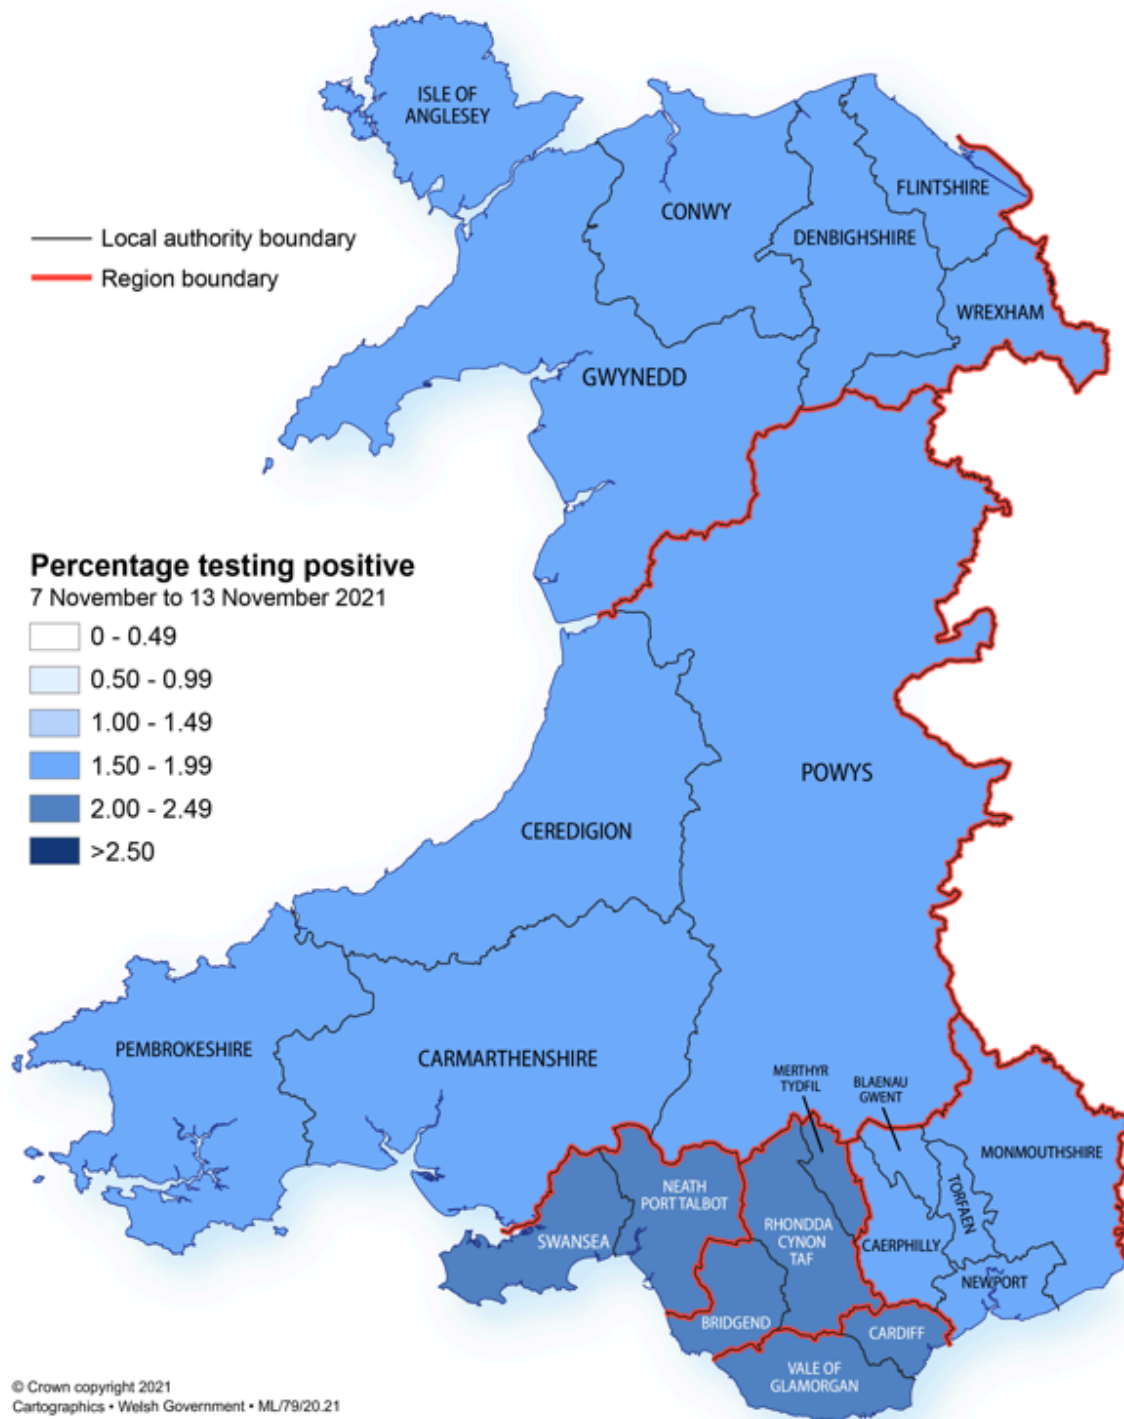 ISLE OF
ANGLESEY
FLINTSHIRE
CONWY
DENBIGHSHIRE
Local authority boundary
Region boundary
WREXHAM
GWYNEDD
Percentage testing positive
7 November to 13 November 2021
0 - 0.49
0.50 - 0.99
1.00 - 1.49
1.50 - 1.99
2.00 - 2.49
>2.50
POWYS
CEREDIGION
PEMBROKESHIRE
CARMARTHENSHIRE
MERTHYR
TYDFIL
BLAENAU
GWENT
MONMOUTHSHIRE
NEATH
PORT TALBOT
TORFAEN
RHONDDA
CYNON
TAF
SWANSEA
CAERPHILLY
NEWPORT
BRIDGEND
CARDIFF
VALE OF
GLAMORGAN
© Crown copyright 2021
Cartographics • Welsh Government • ML/79/20.21